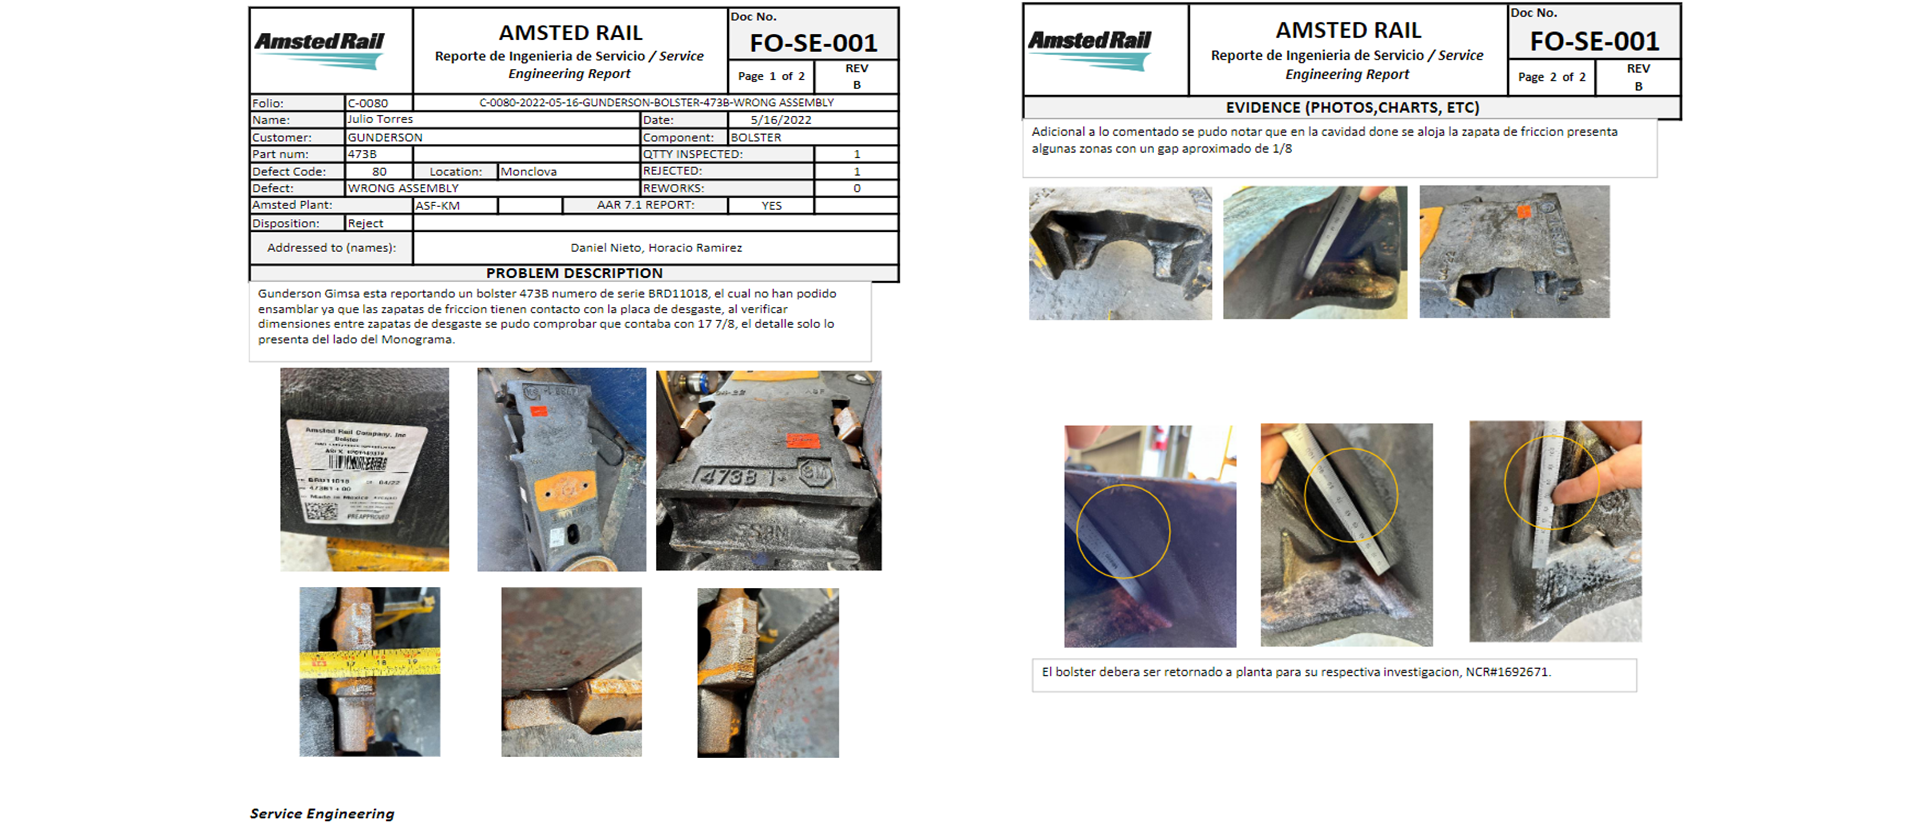 AmstedRail
AMSTED RAIL
Reporte de Ingenieria de Servicio / Service
Engineering Report
Doc No.
FO-SE-001
Page 1 of 2
REV
B
Folio: C-0080 C-0080-2022-05-16-GUNDERSON-BOLSTER-473B-WRONG ASSEMBLY
Name: Julio Torres Date: 5/16/2022
Customer: GUNDERSON Component: BOLSTER
Part num: 473B QTTY INSPECTED: 1
Defect Code: 80 Location: Monclova REJECTED: 1
Defect: WRONG ASSEMBLY REWORKS: 0
Amsted Plant: ASF-KM AAR 7.1 REPORT: YES
Disposition: Reject
Addressed to (names): Daniel Nieto, Horacio Ramirez
PROBLEM DESCRIPTION
Gunderson Gimsa esta reportando un bolster 473B numero de serie BRD11018, el cual no han podido
ensamblar ya que las zapatas de friccion tienen contacto con la placa de desgaste, al verificar
dimensiones entre zapatas de desgaste se pudo comprobar que contaba con 17 7/8, el detalle solo lo
presenta del lado del Monograma.
Amsted Rail Company, Inc
Bolster
BRD11018 04/22
473B1
Made in Mexico
PREAPPROVED
473B 1
16 17 18 19
Service Engineering
AmstedRail
AMSTED RAIL
Reporte de Ingenieria de Servicio / Service
Engineering Report
Doc No.
FO-SE-001
Page 2 of 2
REV
B
EVIDENCE (PHOTOS,CHARTS, ETC)
Adicional a lo comentado se pudo notar que en la cavidad done se aloja la zapata de friccion presenta
algunas zonas con un gap aproximado de 1/8
El bolster debera ser retornado a planta para su respectiva investigacion, NCR#1692671.